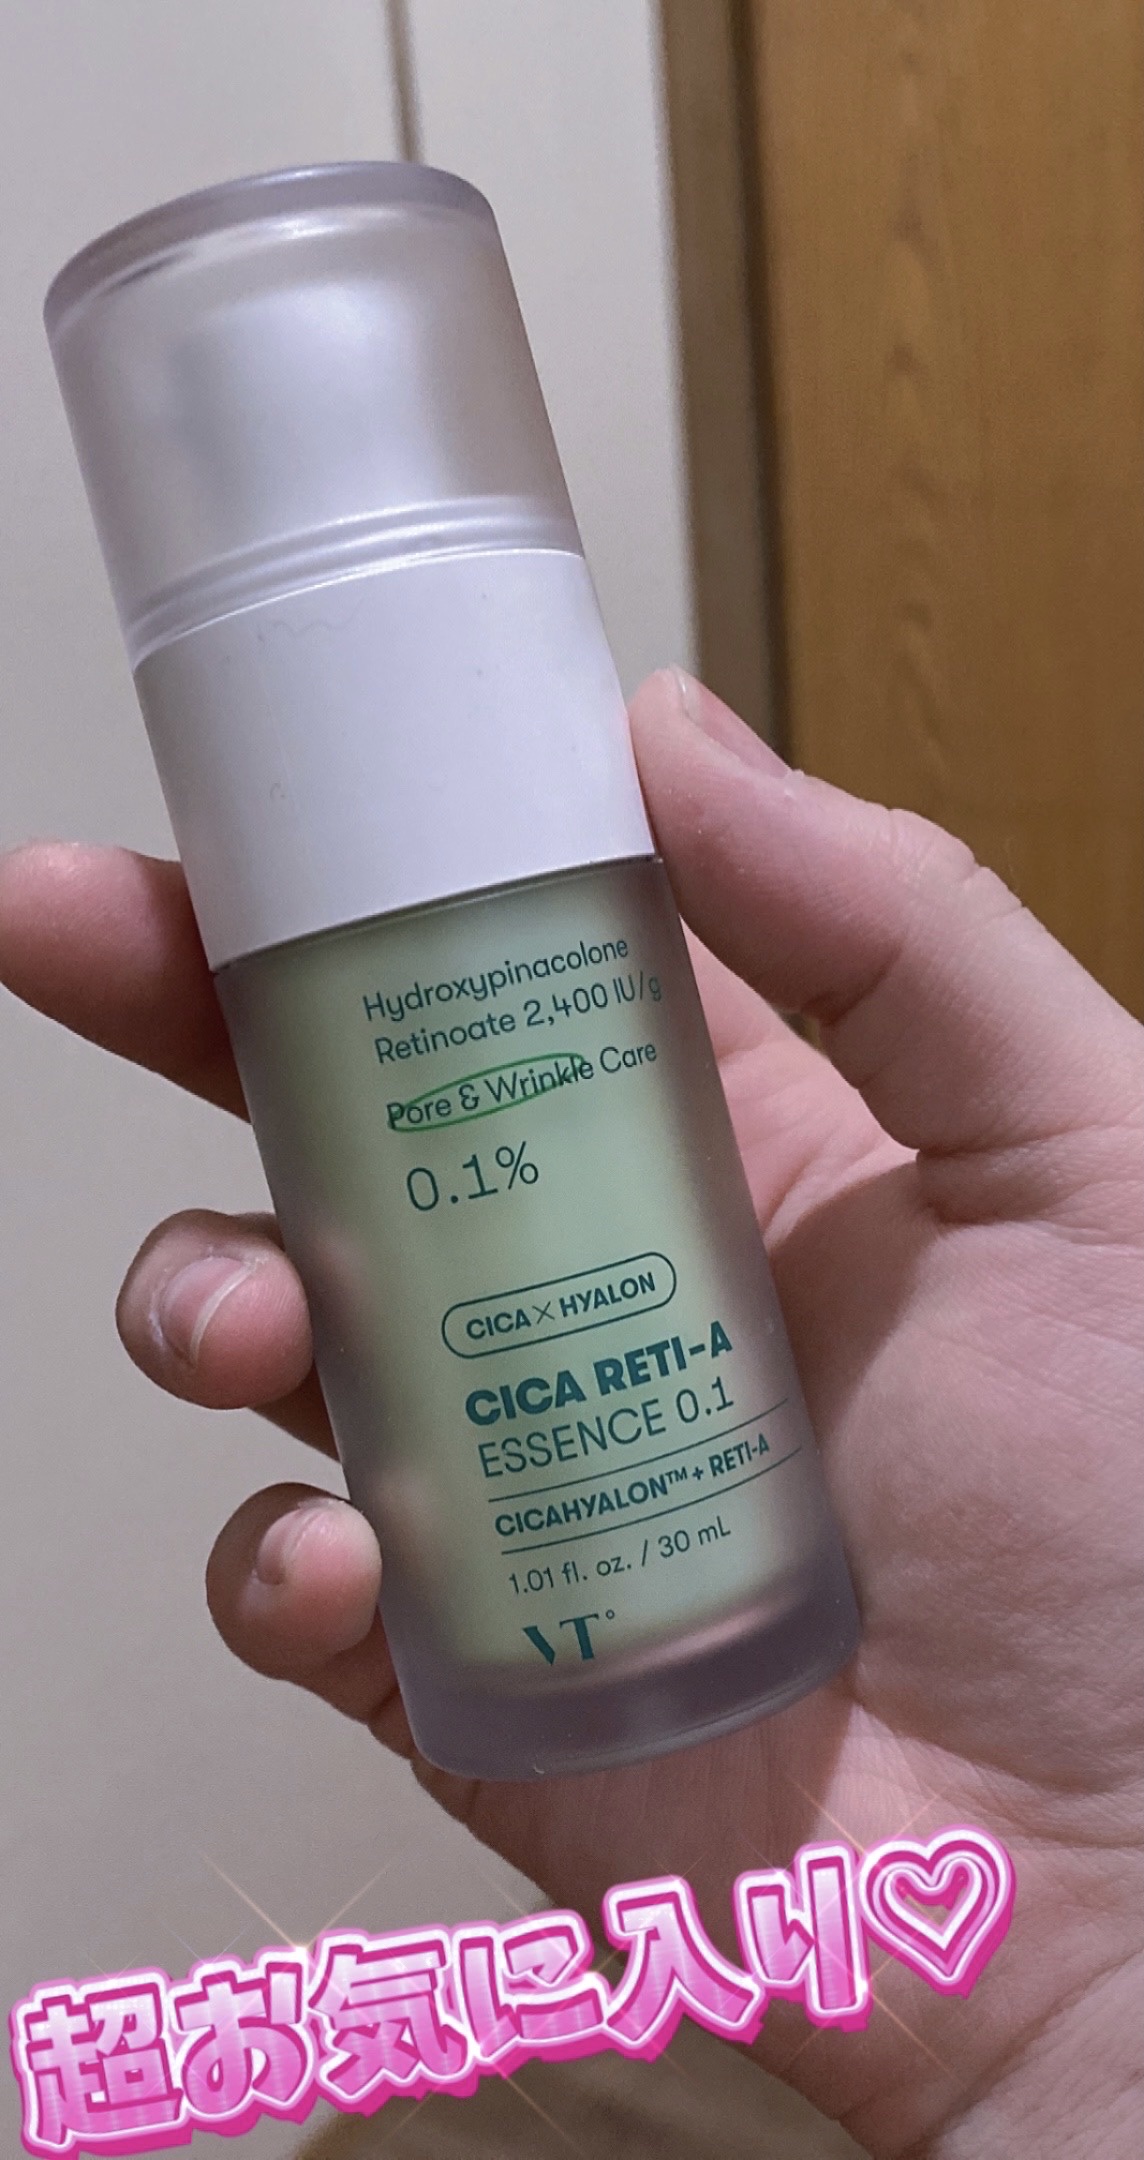 Hydroxypinacolone
Retinoate 2,400 IU/g
Pore & Wrinkle Care
0.1%
CICA×HYALON
CICA RETI-A
ESSENCE 0.1
CICAHYALON™ + RETI-A
1.01 fl. oz. / 30 mL
VT°
超お気に入り♡